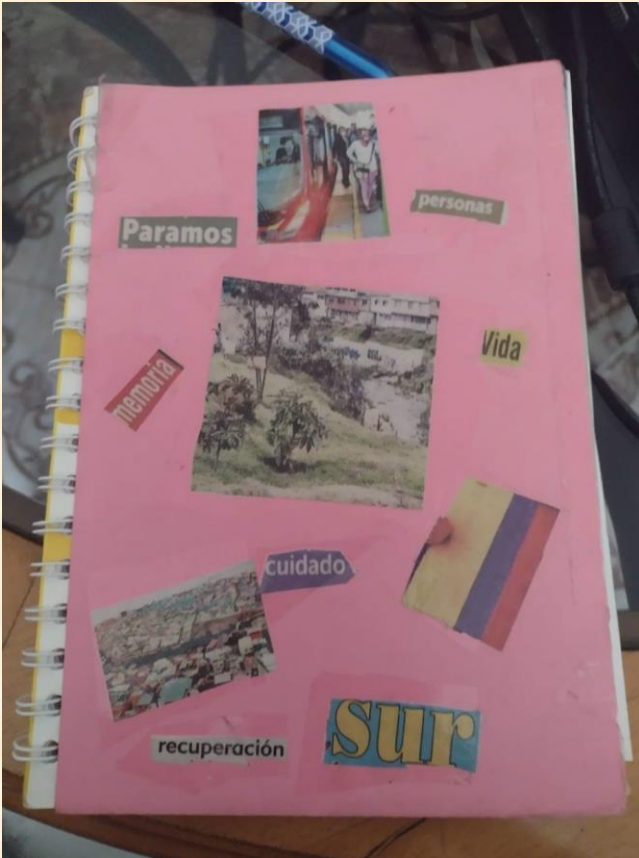 personas
Paramos
Vida
memoria
cuidado
recuperación
sur